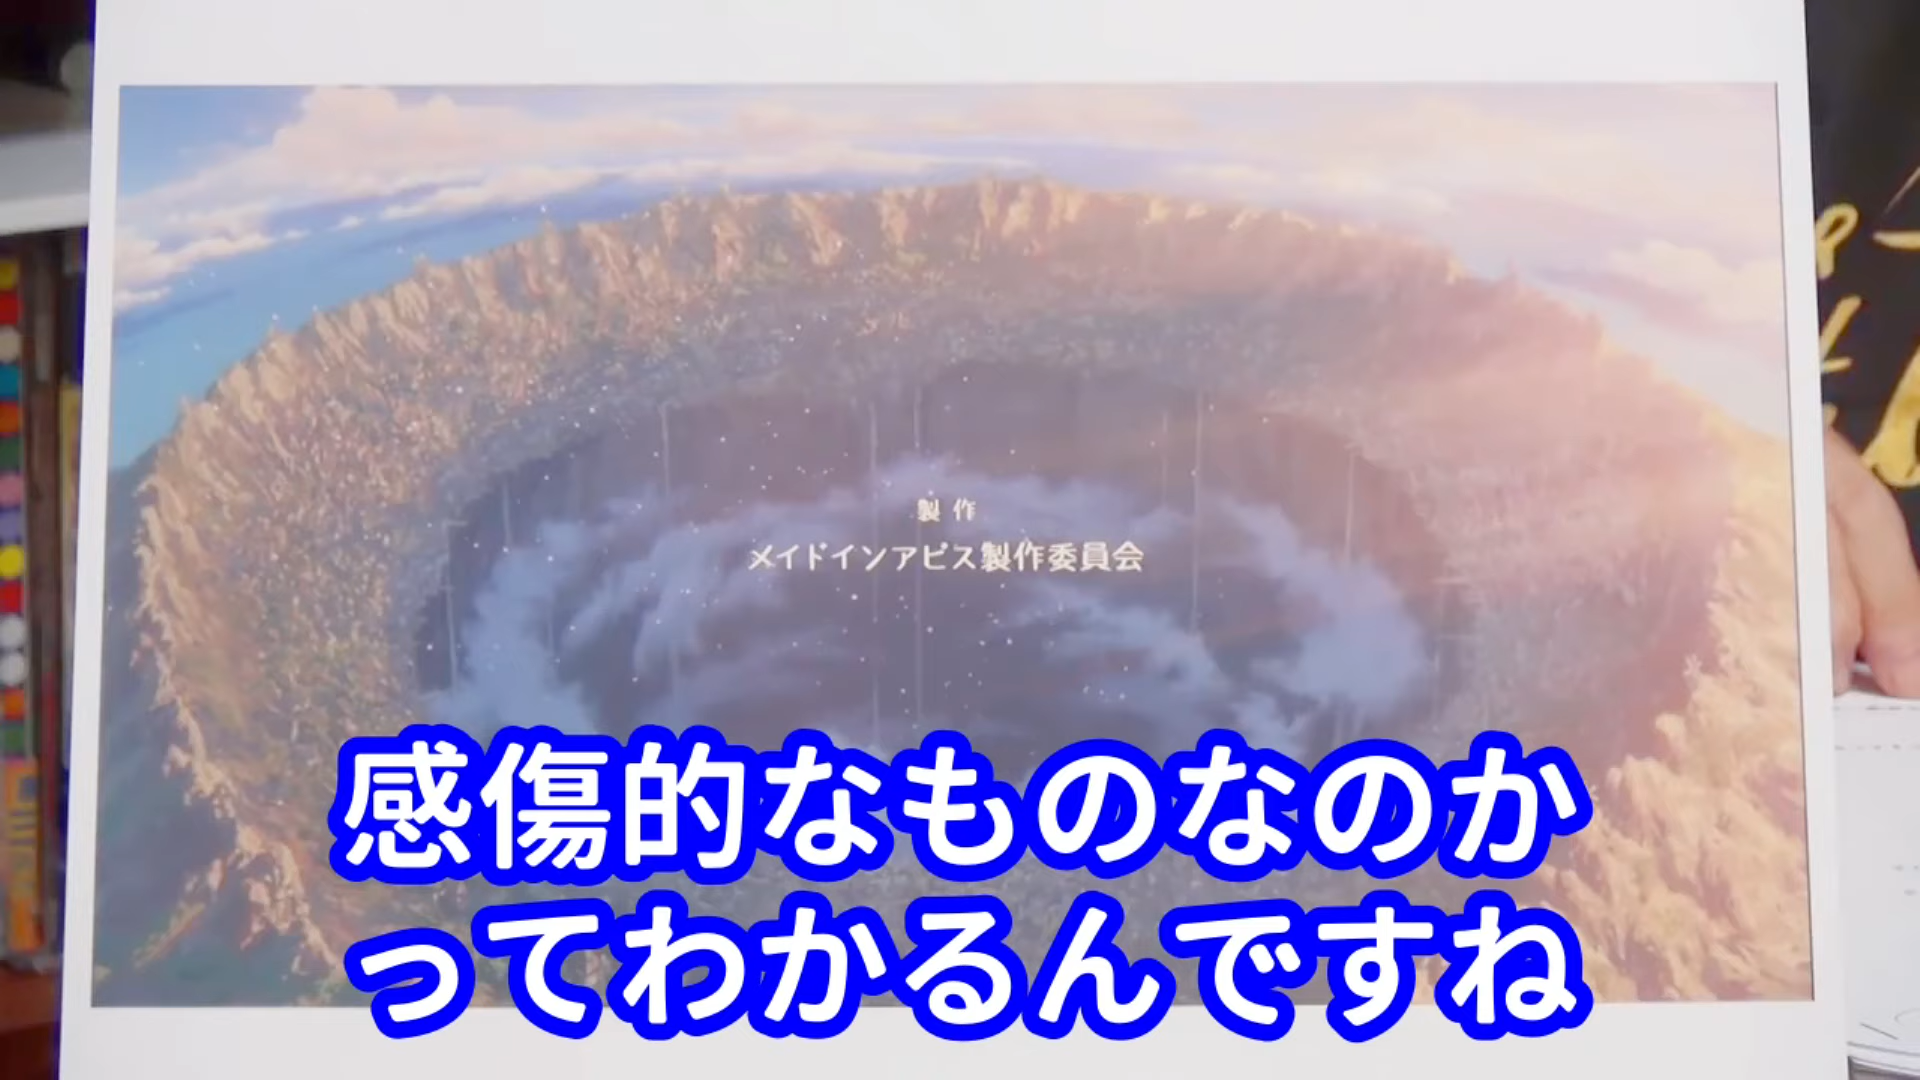 製作
メイドインアビス製作委員会
感傷的なものなのか
ってわかるんですね